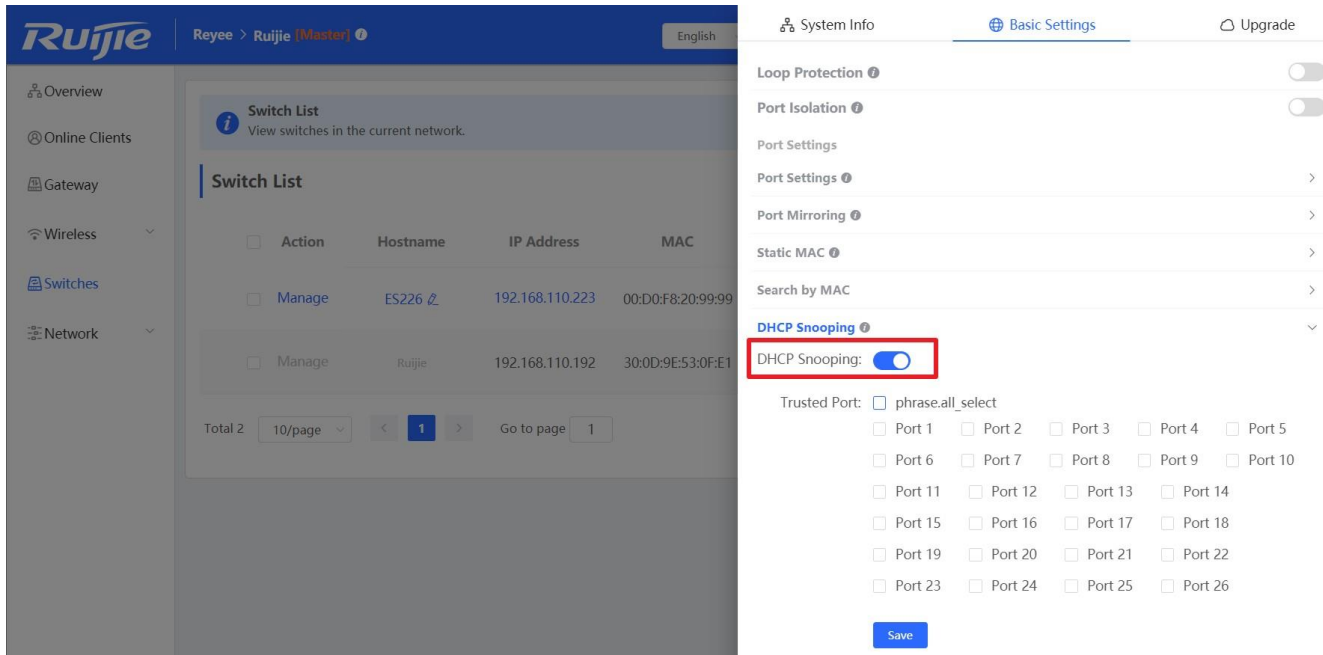 Ruijie
Reyee > Ruijie [Master]
English
Overview
Online Clients
Gateway
Wireless
Switches
Network
Switch List
View switches in the current network.
Switch List
Action Hostname IP Address MAC
Manage ES226 192.168.110.223 00:D0:F8:20:99:99
Manage Ruijie 192.168.110.192 30:0D:9E:53:0F:E1
Total 2 10/page < 1 > Go to page 1
System Info Basic Settings Upgrade
Loop Protection
Port Isolation
Port Settings
Port Settings
Port Mirroring
Static MAC
Search by MAC
DHCP Snooping
DHCP Snooping:
Trusted Port: phrase.all_select
Port 1 Port 2 Port 3 Port 4 Port 5
Port 6 Port 7 Port 8 Port 9 Port 10
Port 11 Port 12 Port 13 Port 14
Port 15 Port 16 Port 17 Port 18
Port 19 Port 20 Port 21 Port 22
Port 23 Port 24 Port 25 Port 26
Save